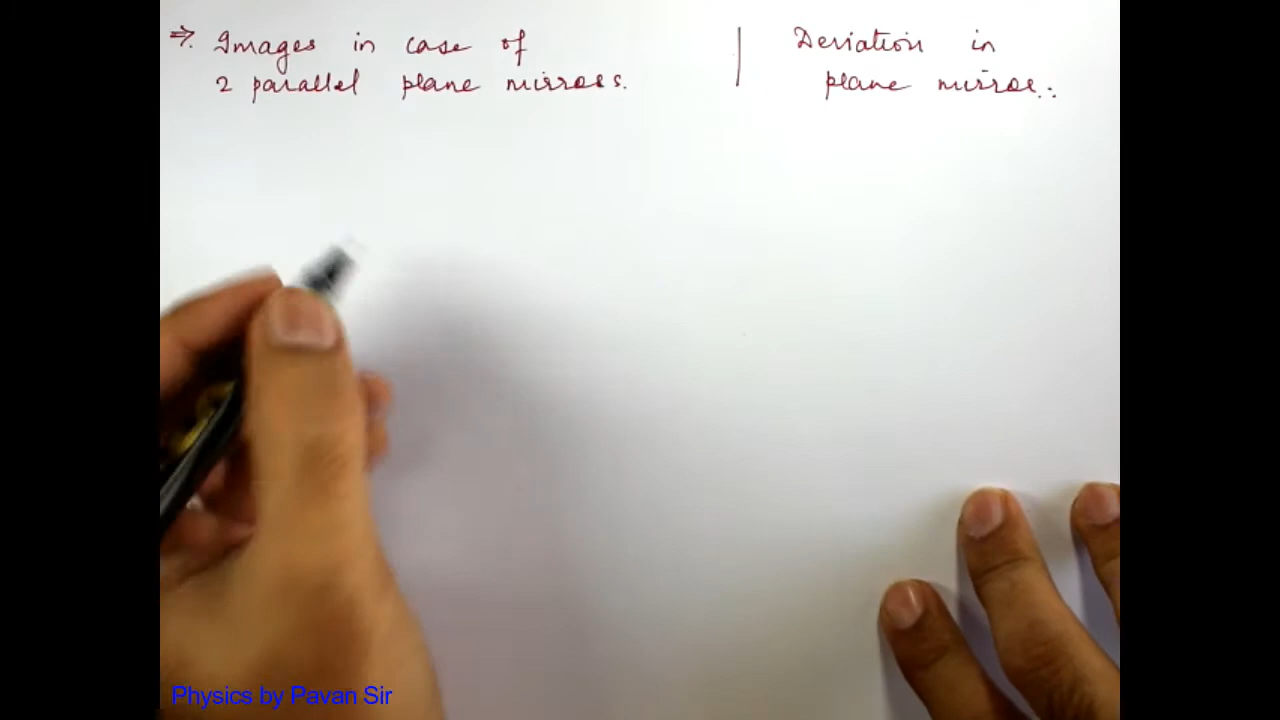 ⇒. Images in case of
2 parallel plane mirrors.
Deviation in
plane mirror.:
Physics by Pavan Sir